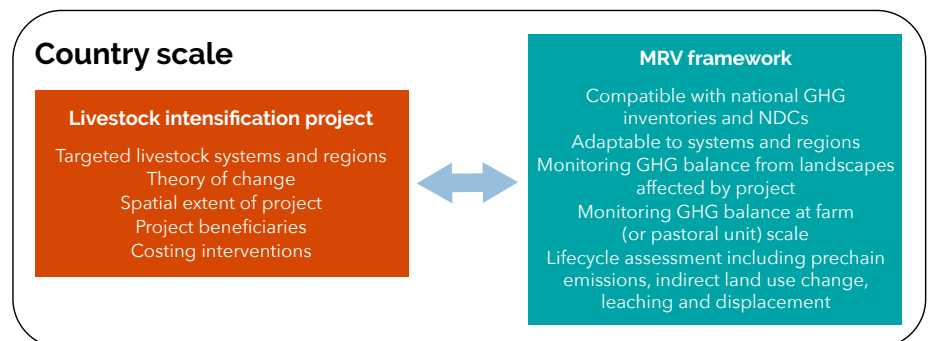 Country scale
Livestock intensification project
Targeted livestock systems and regions
Theory of change
Spatial extent of project
Project beneficiaries
Costing interventions
MRV framework
Compatible with national GHG
inventories and NDCs
Adaptable to systems and regions
Monitoring GHG balance from landscapes
affected by project
Monitoring GHG balance at farm
(or pastoral unit) scale
Lifecycle assessment including prechain
emissions, indirect land use change,
leaching and displacement